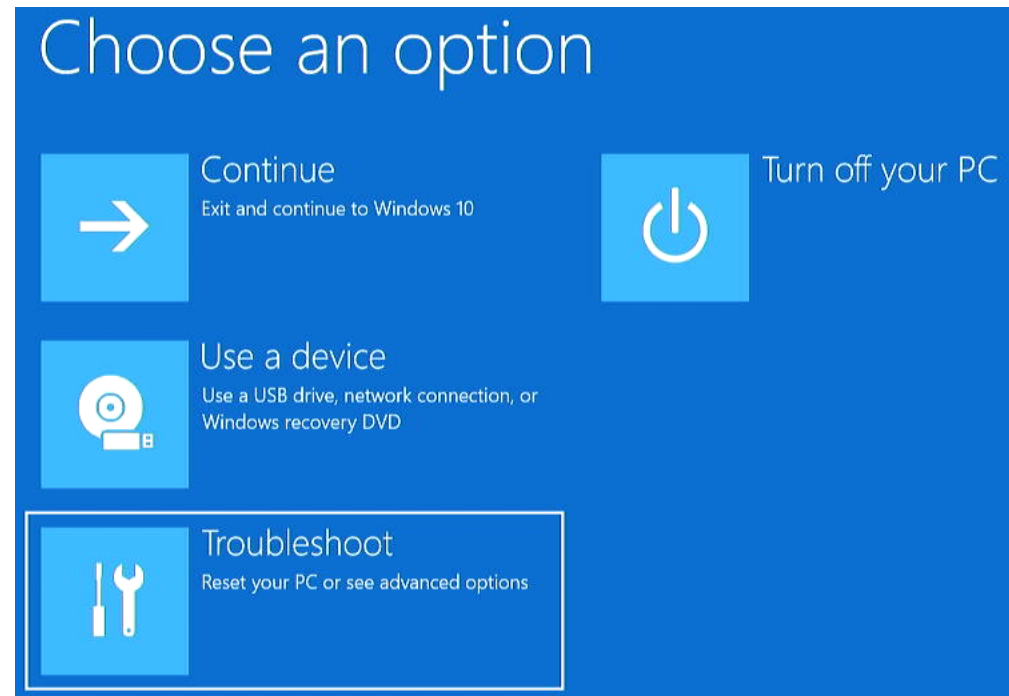 Choose an option
Continue
Exit and continue to Windows 10
Turn off your PC
Use a device
Use a USB drive, network connection, or
Windows recovery DVD
Troubleshoot
Reset your PC or see advanced options